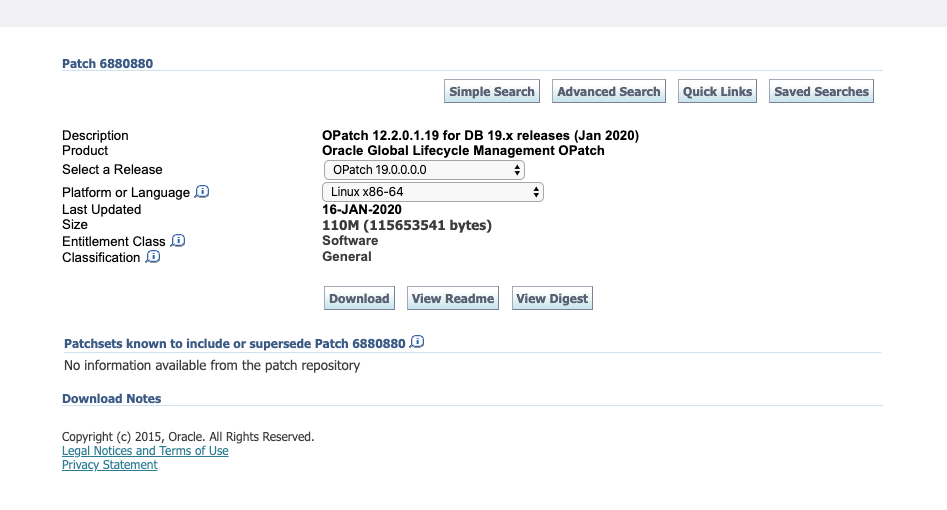 Patch 6880880
Simple Search Advanced Search Quick Links Saved Searches
Description OPatch 12.2.0.1.19 for DB 19.x releases (Jan 2020)
Product Oracle Global Lifecycle Management OPatch
Select a Release OPatch 19.0.0.0.0
Platform or Language Linux x86-64
Last Updated 16-JAN-2020
Size 110M (115653541 bytes)
Entitlement Class Software
Classification General
Download View Readme View Digest
Patchsets known to include or supersede Patch 6880880
No information available from the patch repository
Download Notes
Copyright (c) 2015, Oracle. All Rights Reserved.
Legal Notices and Terms of Use
Privacy Statement